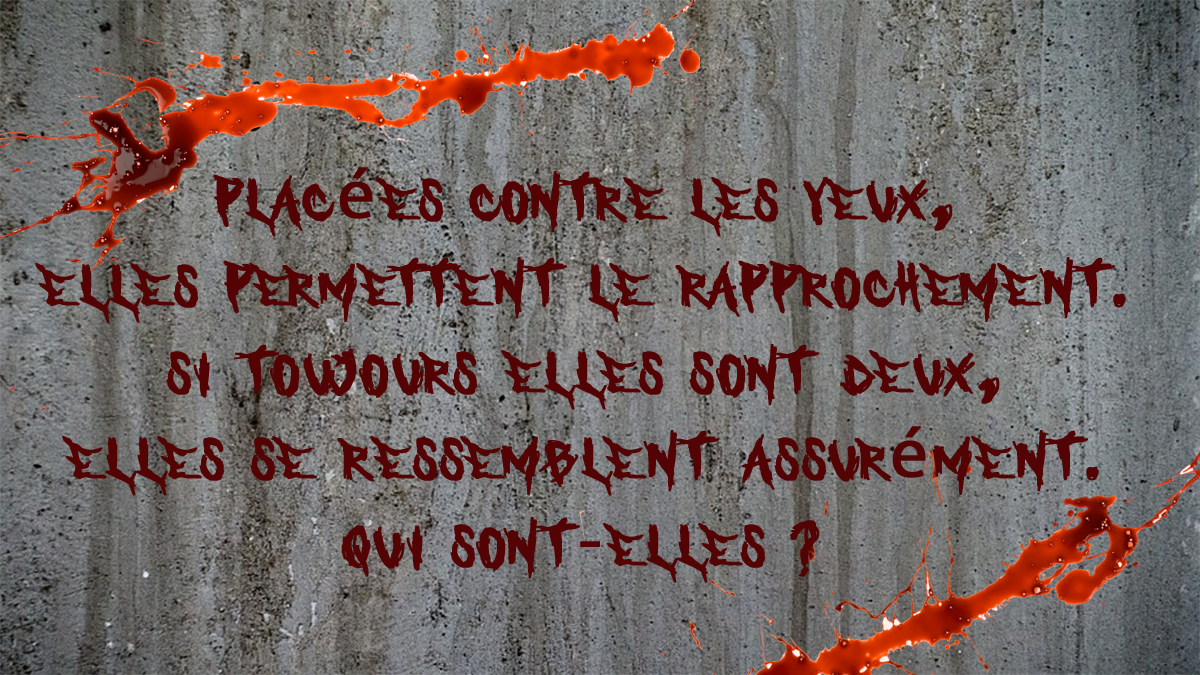 PLACÉES CONTRE LES YEUX,
ELLES PERMETTENT LE RAPPROCHEMENT.
SI TOUJOURS ELLES SONT DEUX,
ELLES SE RESSEMBLENT ASSURÉMENT.
QUI SONT-ELLES ?